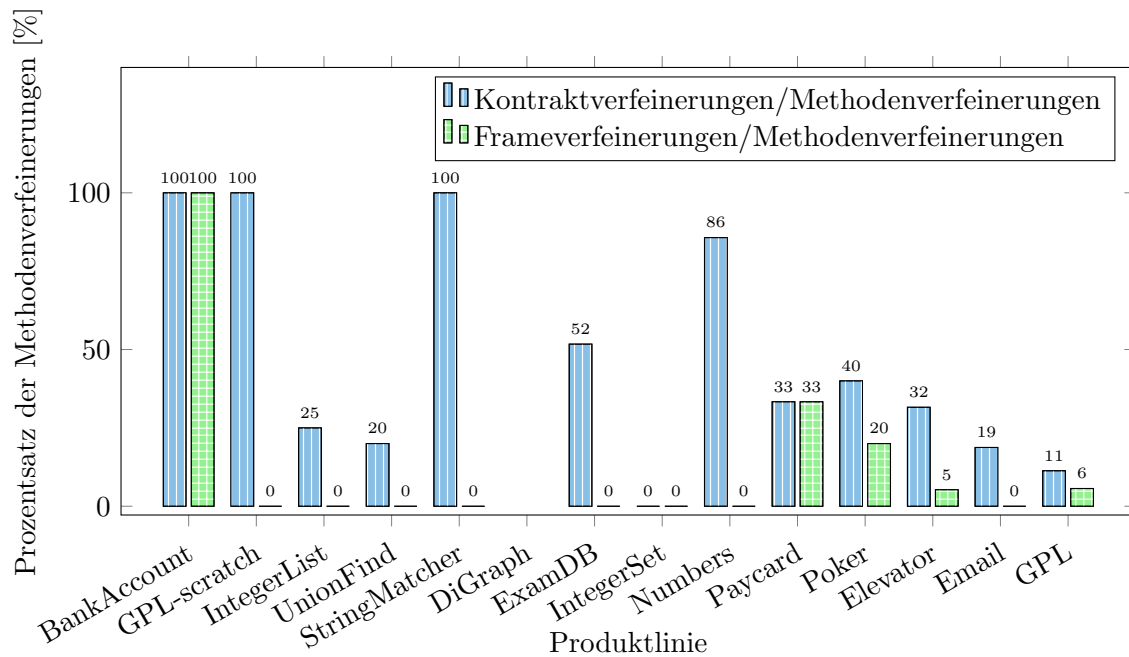 Prozentsatz der Methodenverfeinerungen [%]
Kontraktverfeinerungen/Methodenverfeinerungen
Frameverfeinerungen/Methodenverfeinerungen
100
50
0
100 100
100 0
25 0
20 0
100 0
52 0
0 0
86 0
33 33
40 20
32 5
19 0
11 6
BankAccount
GPL-scratch
IntegerList
UnionFind
StringMatcher
DiGraph
ExamDB
IntegerSet
Numbers
Paycard
Poker
Elevator
Email
GPL
Produktlinie